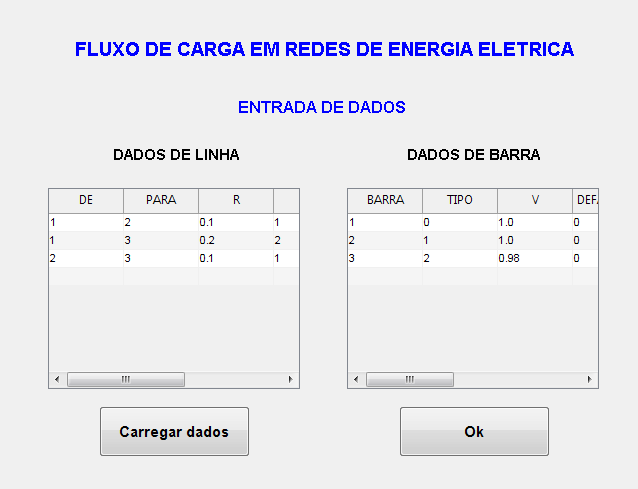 FLUXO DE CARGA EM REDES DE ENERGIA ELETRICA
ENTRADA DE DADOS
DADOS DE LINHA
DE PARA R
1 2 0.1 1
1 3 0.2 2
2 3 0.1 1
DADOS DE BARRA
BARRA TIPO V DEFA
1 0 1.0 0
2 1 1.0 0
3 2 0.98 0
Carregar dados
Ok